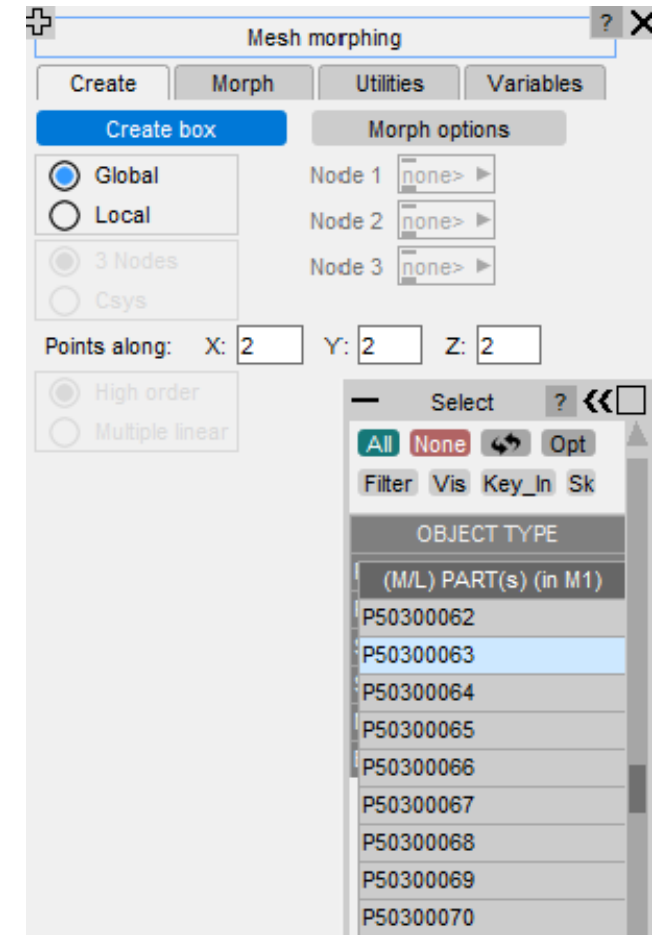 ?
Mesh morphing
Create Morph Utilities Variables
Create box Morph options
Global Node 1 none>
Local Node 2 none>
3 Nodes Node 3 none>
Csys
Points along: X: 2 Y: 2 Z: 2
High order
Multiple linear
Select ?
All None Opt
Filter Vis Key_In Sk
OBJECT TYPE
(M/L) PART(s) (in M1)
P50300062
P50300063
P50300064
P50300065
P50300066
P50300067
P50300068
P50300069
P50300070